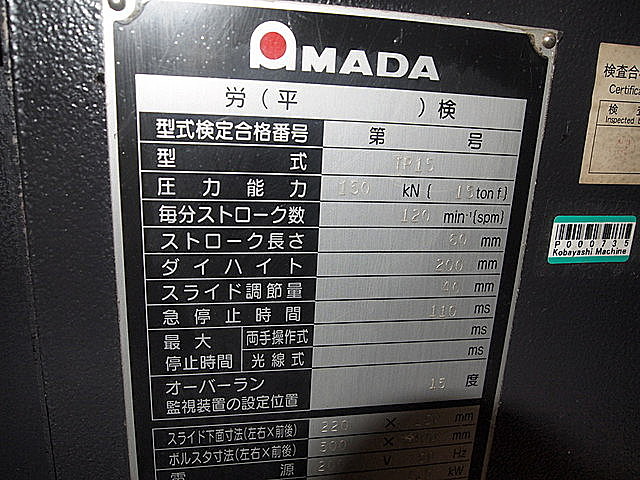 AMADA
労(平 )検
型式検定合格番号 第 号
型式 TP15
圧力能力 150 kN{ 15 ton f}
毎分ストローク数 120 min⁻¹{spm}
ストローク長さ 60 mm
ダイハイト 200 mm
スライド調節量 40 mm
急停止時間 110 ms
最大停止時間 両手操作式 ms
光線式 ms
オーバーラン
監視装置の設定位置 15 度
スライド下面寸法(左右×前後) 220 × mm
ボルスタ寸法(左右×前後) × mm
電源 V Hz
kW
検査合
Certifica
検
Inspected b
P000735
Kobayashi Machine